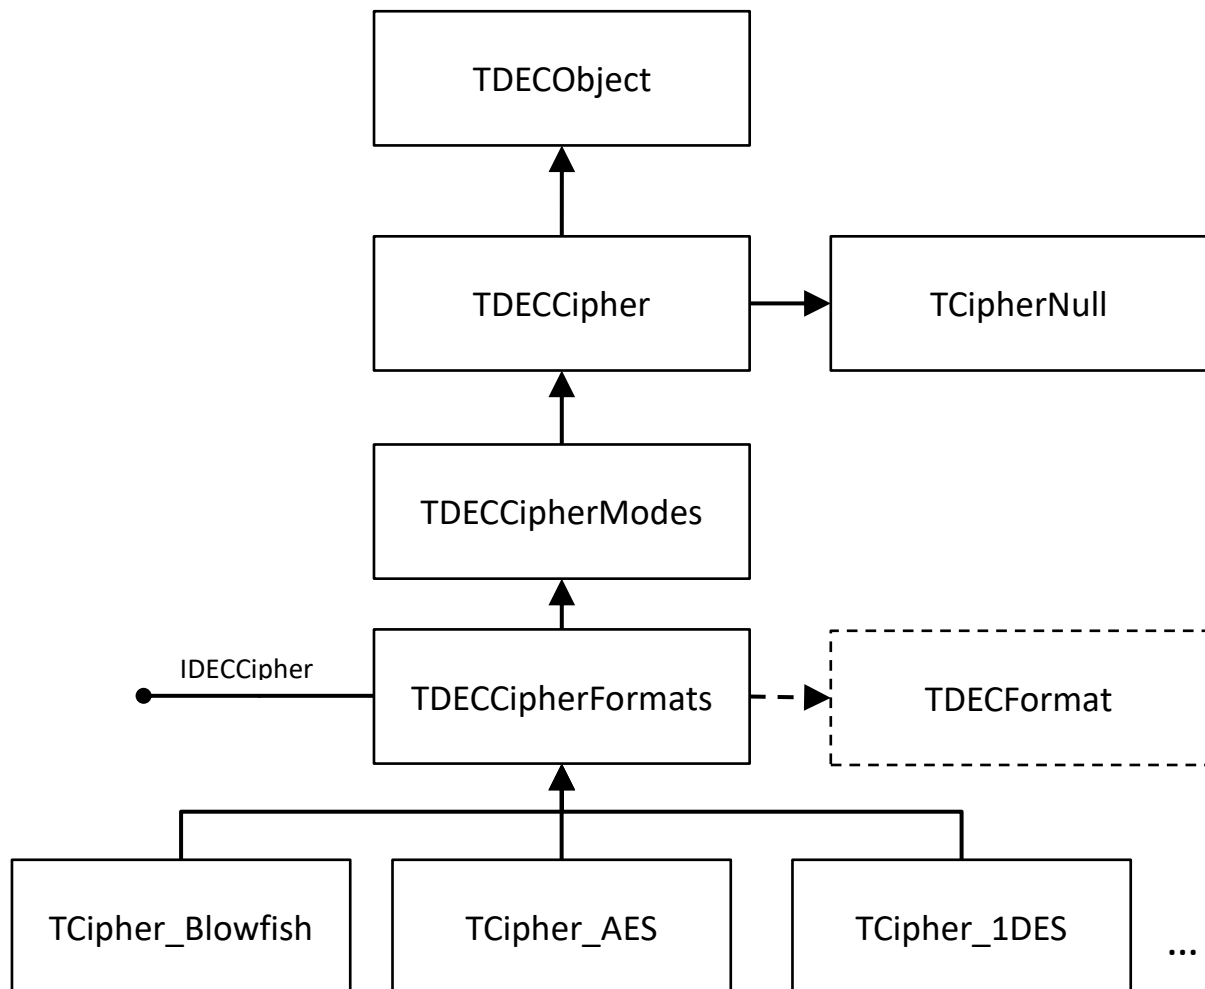 TDECObject
TDECCipher
TCipherNull
TDECCipherModes
IDECCipher
TDECCipherFormats
TDECFormat
TCipher_Blowfish
TCipher_AES
TCipher_1DES
...